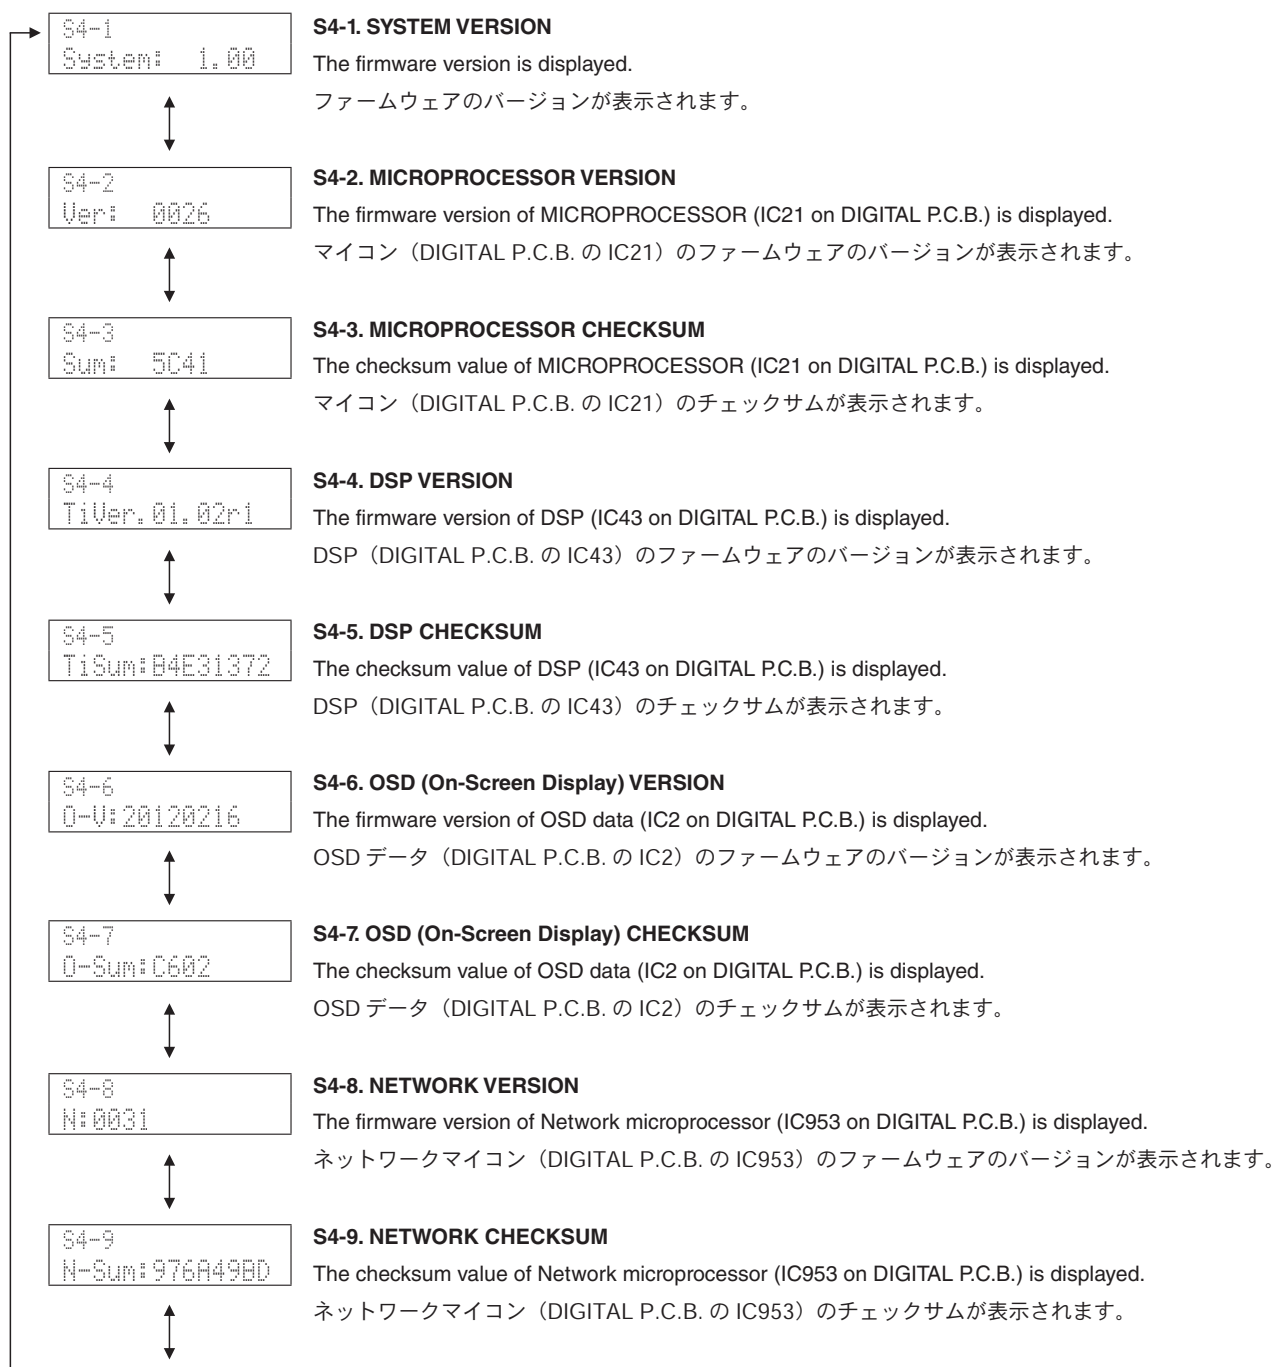 S4-1
System: 1.00
S4-1. SYSTEM VERSION
The firmware version is displayed.
ファームウェアのバージョンが表示されます。
S4-2
Ver: 0026
S4-2. MICROPROCESSOR VERSION
The firmware version of MICROPROCESSOR (IC21 on DIGITAL P.C.B.) is displayed.
マイコン（DIGITAL P.C.B. の IC21）のファームウェアのバージョンが表示されます。
S4-3
Sum: 5C41
S4-3. MICROPROCESSOR CHECKSUM
The checksum value of MICROPROCESSOR (IC21 on DIGITAL P.C.B.) is displayed.
マイコン（DIGITAL P.C.B. の IC21）のチェックサムが表示されます。
S4-4
TiVer.01.02r1
S4-4. DSP VERSION
The firmware version of DSP (IC43 on DIGITAL P.C.B.) is displayed.
DSP（DIGITAL P.C.B. の IC43）のファームウェアのバージョンが表示されます。
S4-5
S4-5. DSP CHECKSUM
The checksum value of DSP (IC43 on DIGITAL P.C.B.) is displayed.
DSP（DIGITAL P.C.B. の IC43）のチェックサムが表示されます。
S4-6
O-V:20120216
S4-6. OSD (On-Screen Display) VERSION
The firmware version of OSD data (IC2 on DIGITAL P.C.B.) is displayed.
OSD データ（DIGITAL P.C.B. の IC2）のファームウェアのバージョンが表示されます。
S4-7
O-Sum:C602
S4-7. OSD (On-Screen Display) CHECKSUM
The checksum value of OSD data (IC2 on DIGITAL P.C.B.) is displayed.
OSD データ（DIGITAL P.C.B. の IC2）のチェックサムが表示されます。
S4-8
N:0031
S4-8. NETWORK VERSION
The firmware version of Network microprocessor (IC953 on DIGITAL P.C.B.) is displayed.
ネットワークマイコン（DIGITAL P.C.B. の IC953）のファームウェアのバージョンが表示されます。
S4-9
S4-9. NETWORK CHECKSUM
The checksum value of Network microprocessor (IC953 on DIGITAL P.C.B.) is displayed.
ネットワークマイコン（DIGITAL P.C.B. の IC953）のチェックサムが表示されます。